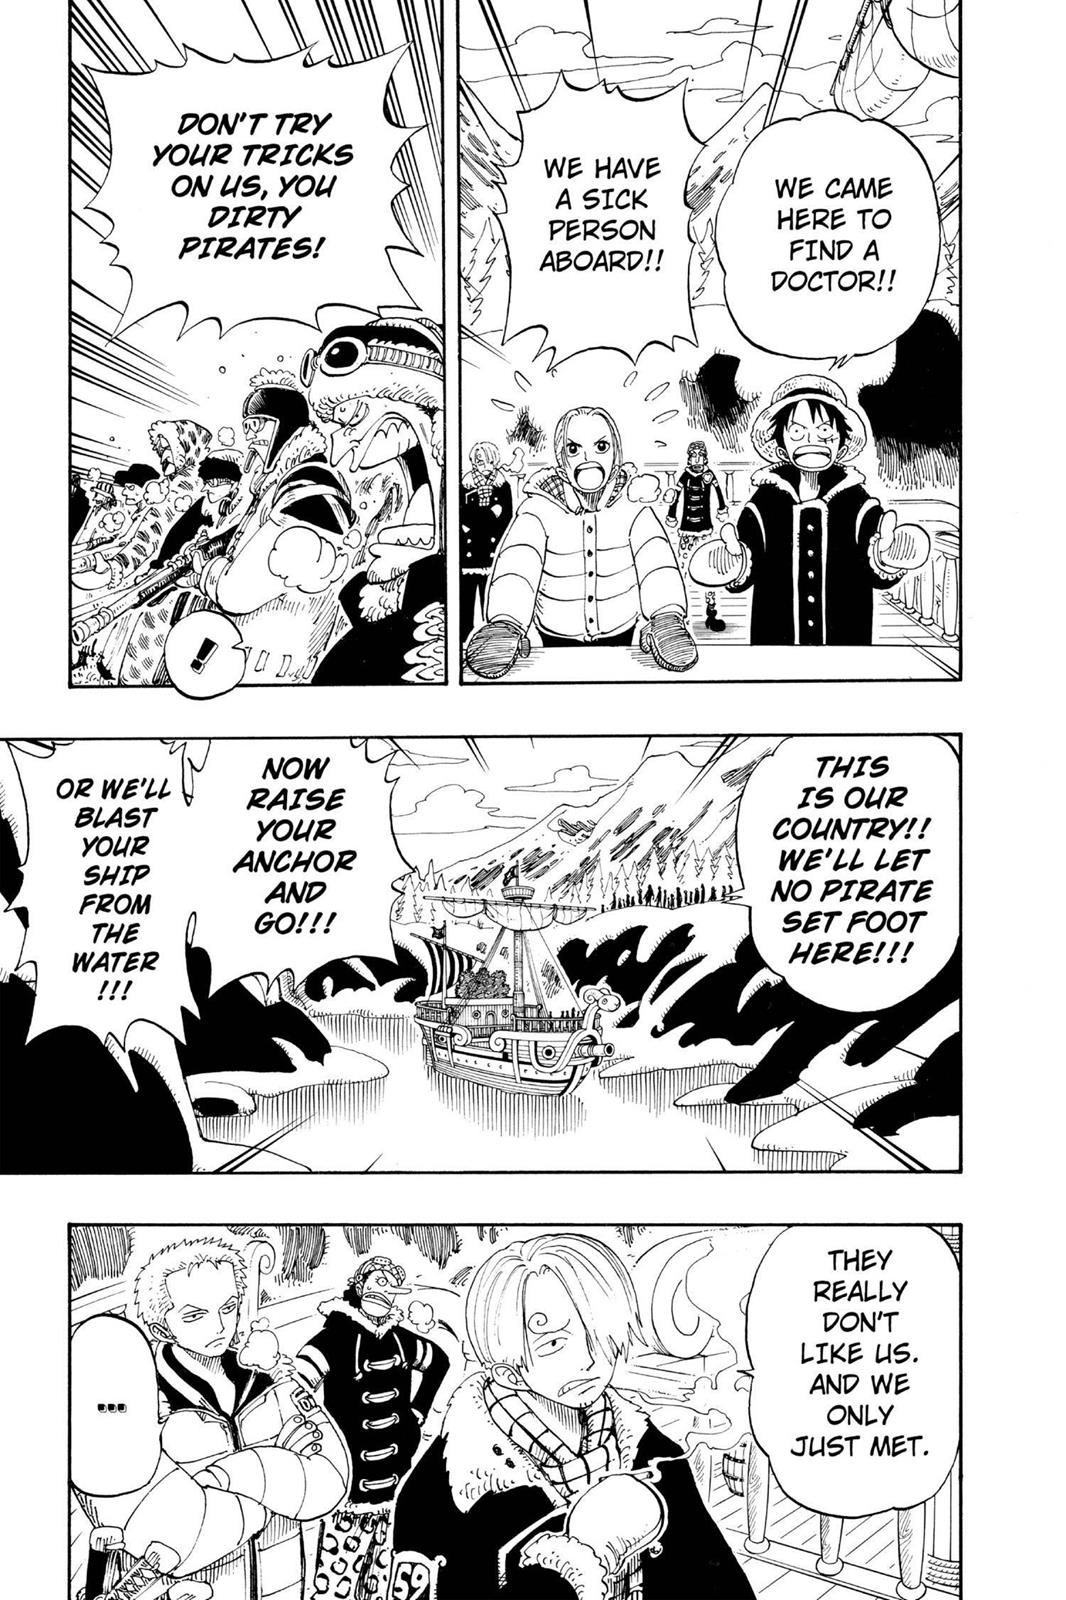 WE CAME
HERE TO
FIND A
DOCTOR!!
WE HAVE
A SICK
PERSON
ABOARD!!
DON'T TRY
YOUR TRICKS
ON US, YOU
DIRTY
PIRATES!
!
THIS
IS OUR
COUNTRY!!
WE'LL LET
NO PIRATE
SET FOOT
HERE!!!
NOW
RAISE
YOUR
ANCHOR
AND
GO!!!
OR WE'LL
BLAST
YOUR
SHIP
FROM
THE
WATER
!!!
THEY
REALLY
DON'T
LIKE US.
AND WE
ONLY
JUST MET.
...
59